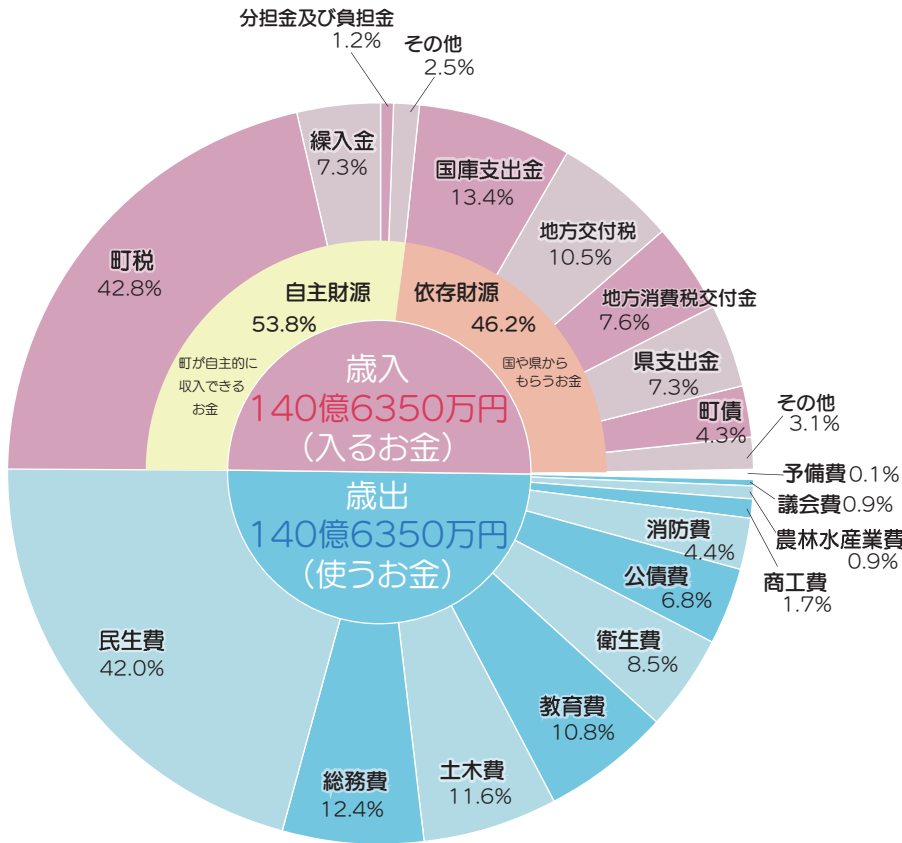 分担金及び負担金
1.2%
その他
2.5%
繰入金
7.3%
国庫支出金
13.4%
町税
42.8%
地方交付税
10.5%
自主財源
53.8%
依存財源
46.2%
地方消費税交付金
7.6%
町が自主的に
収入できる
お金
国や県から
もらうお金
県支出金
7.3%
町債
4.3%
その他
3.1%
歳入
140億6350万円
(入るお金)
歳出
140億6350万円
(使うお金)
予備費0.1%
議会費0.9%
農林水産業費
0.9%
商工費
1.7%
消防費
4.4%
公債費
6.8%
衛生費
8.5%
教育費
10.8%
土木費
11.6%
総務費
12.4%
民生費
42.0%